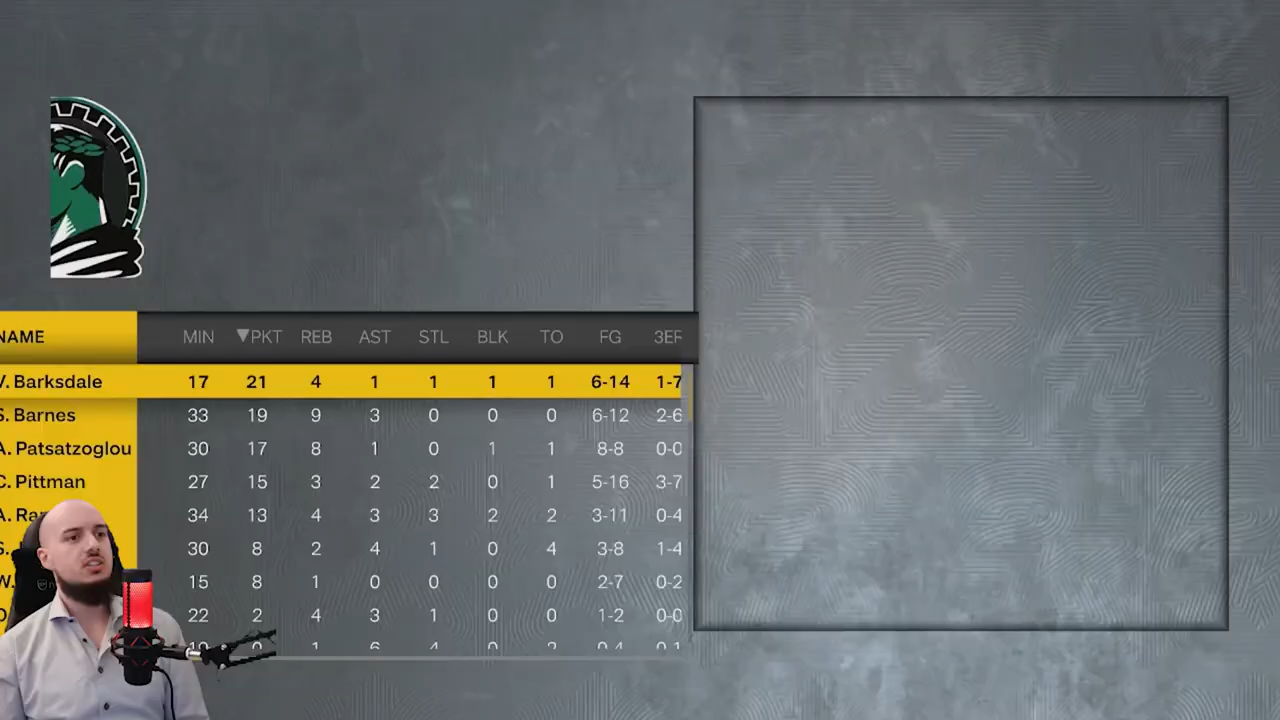 NAME MIN ▼PKT REB AST STL BLK TO FG
V. Barksdale 17 21 4 1 1 1 1 6-14 1-7
S. Barnes 33 19 9 3 0 0 0 6-12 2-6
A. Patsatzoglou 30 17 8 1 0 1 1 8-8 0-0
C. Pittman 27 15 3 2 2 0 1 5-16 3-7
A. 34 13 4 3 3 2 2 3-11 0-4
S. 30 8 2 4 1 0 4 3-8 1-4
W. 15 8 1 0 0 0 0 2-7 0-2
22 2 4 3 1 0 0 1-2 0-0